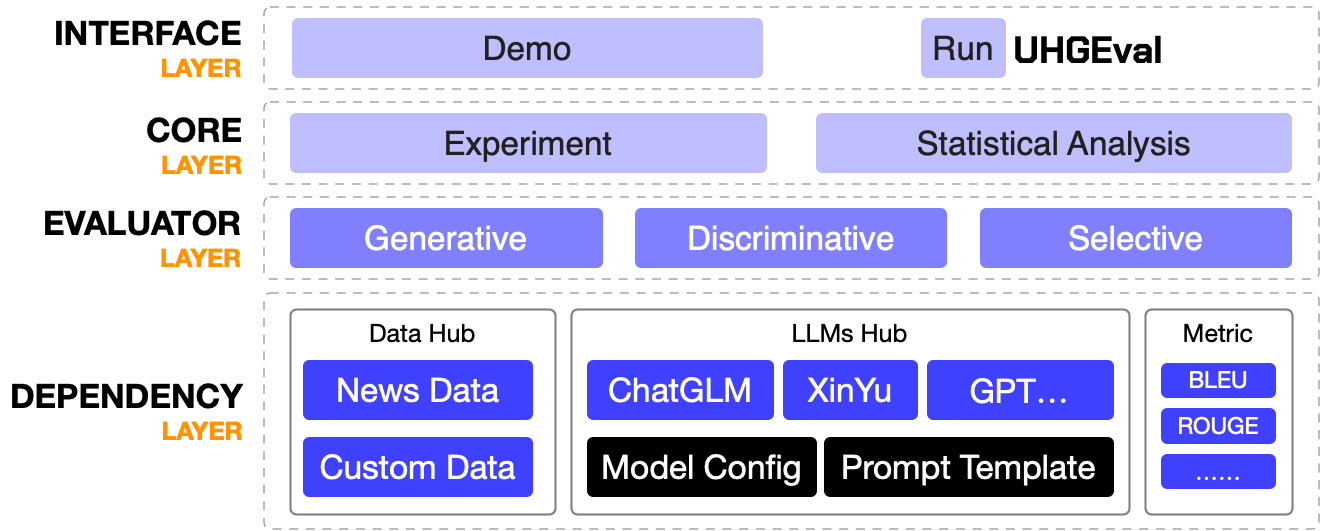 INTERFACE
LAYER
Demo
Run UHGEval
CORE
LAYER
Experiment
Statistical Analysis
EVALUATOR
LAYER
Generative
Discriminative
Selective
DEPENDENCY
LAYER
Data Hub
News Data
Custom Data
LLMs Hub
ChatGLM
XinYu
GPT...
Model Config
Prompt Template
Metric
BLEU
ROUGE
......